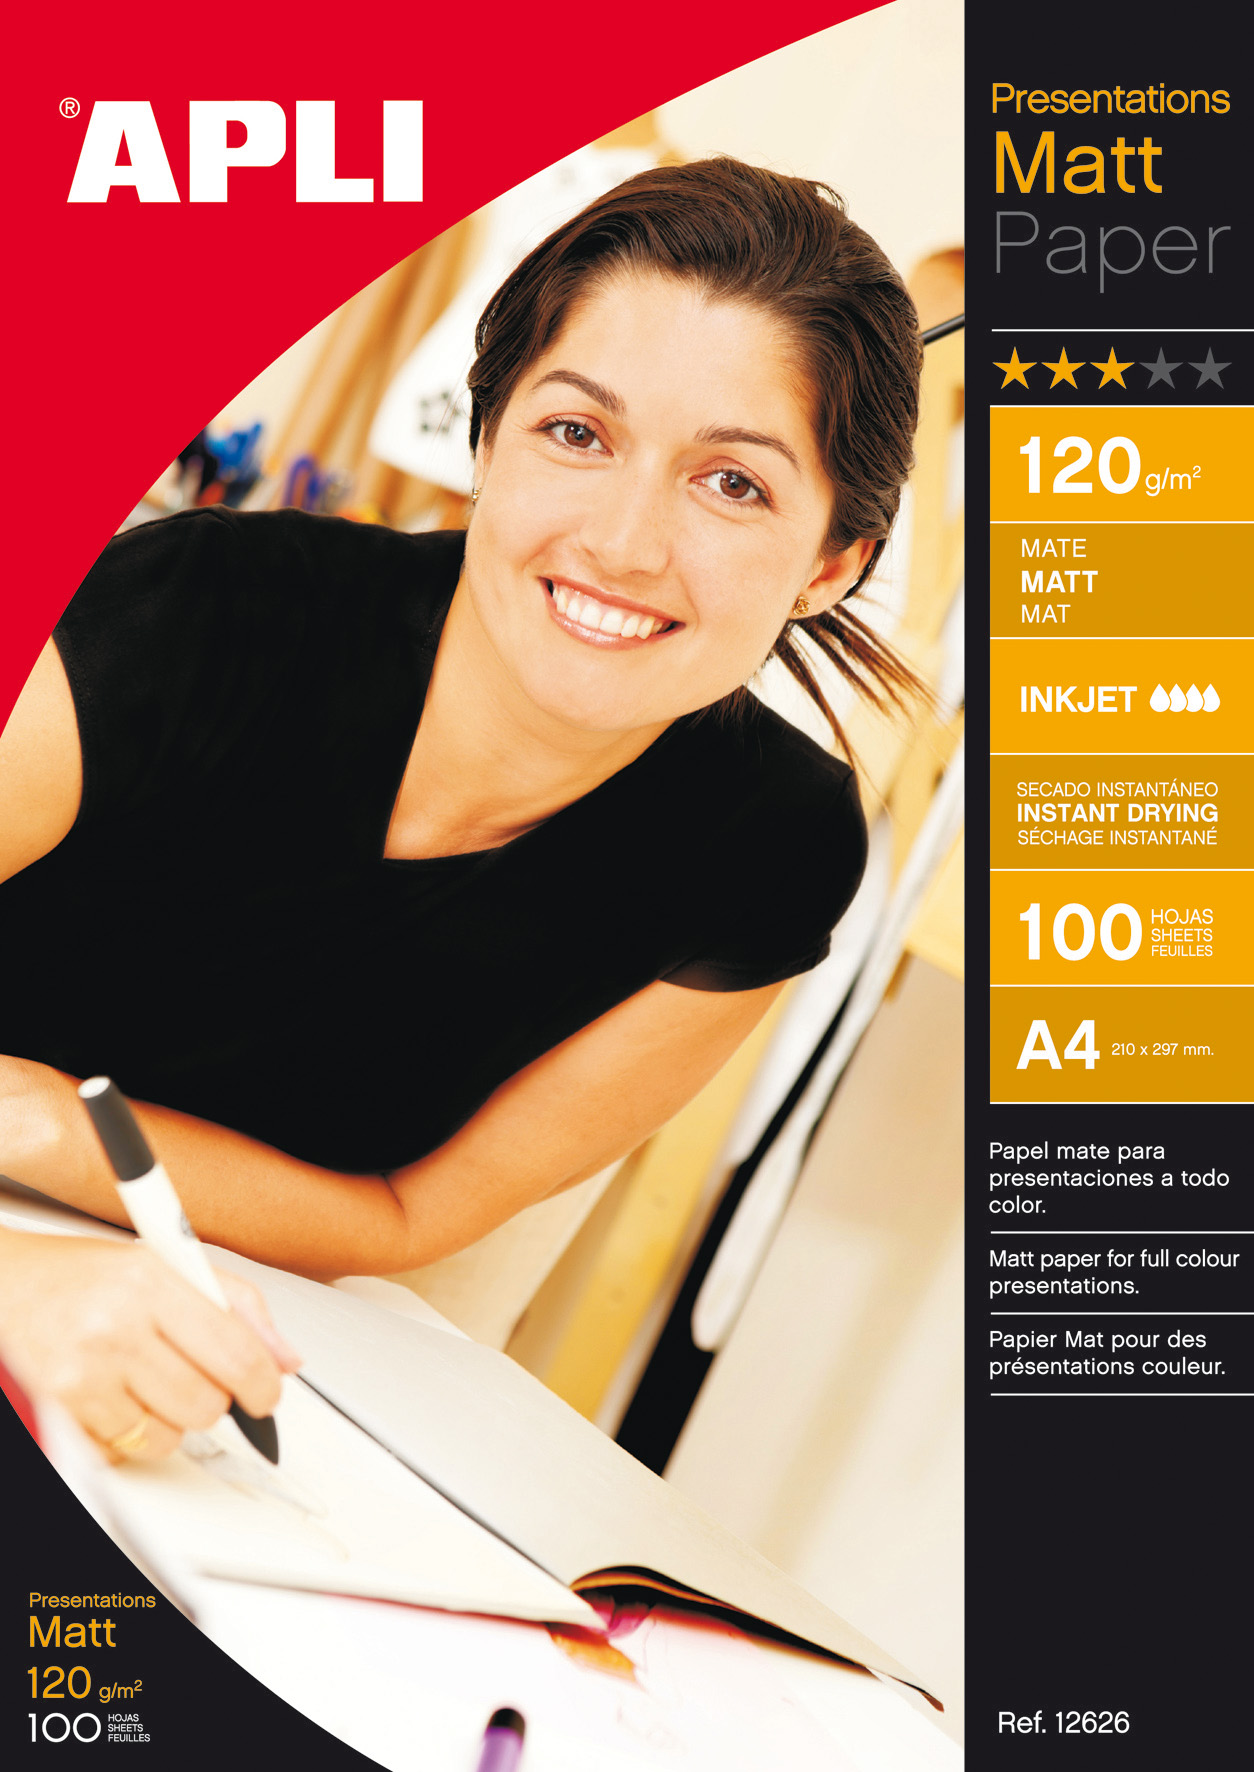 ®APLI
Presentations
Matt
Paper
120 g/m²
MATE
MATT
MAT
INKJET
SECADO INSTANTÁNEO
INSTANT DRYING
SÉCHAGE INSTANTANÉ
100 HOJAS
SHEETS
FEUILLES
A4 210 x 297 mm.
Papel mate para
presentaciones a todo
color.
Matt paper for full colour
presentations.
Papier Mat pour des
présentations couleur.
Ref. 12626
Presentations
Matt
120 g/m²
100 HOJAS
SHEETS
FEUILLES